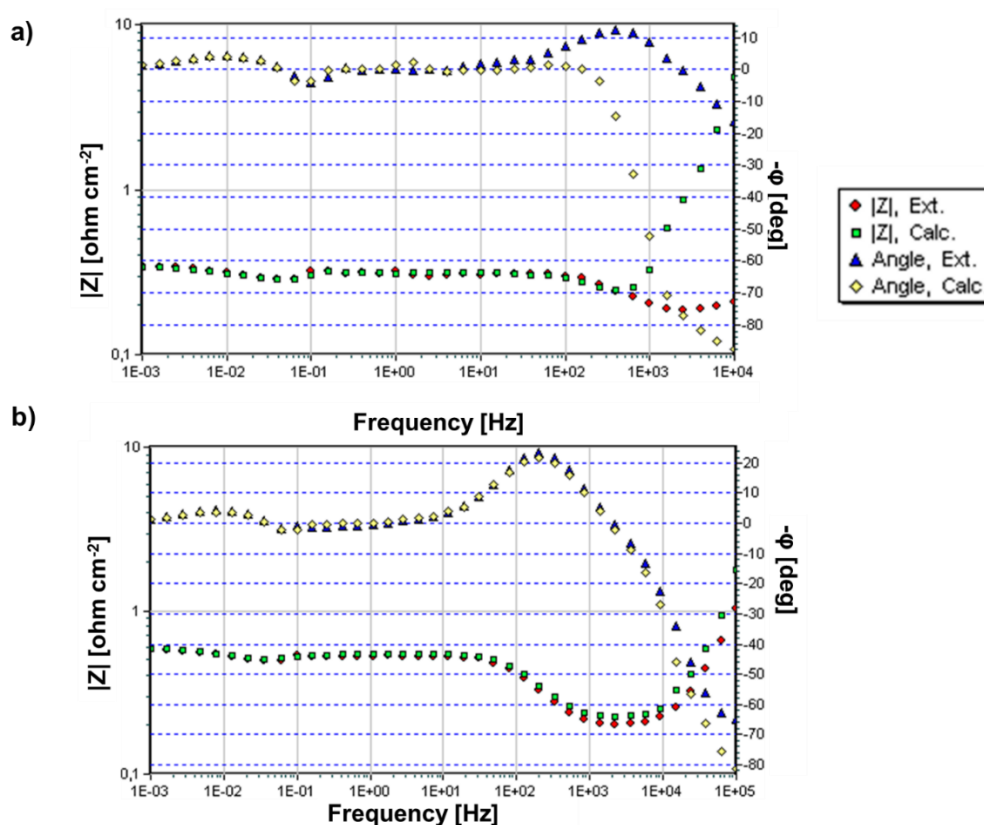 a)
10
1
0,1
|Z| [ohm cm-2]
10
0
-10
-20
-30
-40
-50
-60
-70
-80
-φ [deg]
1E-03
1E-02
1E-01
1E+00
1E+01
1E+02
1E+03
1E+04
Frequency [Hz]
|Z|, Ext.
|Z|, Calc.
Angle, Ext.
Angle, Calc
b)
10
1
0,1
|Z| [ohm cm-2]
20
10
0
-10
-20
-30
-40
-50
-60
-70
-80
-φ [deg]
1E-03
1E-02
1E-01
1E+00
1E+01
1E+02
1E+03
1E+04
1E+05
Frequency [Hz]